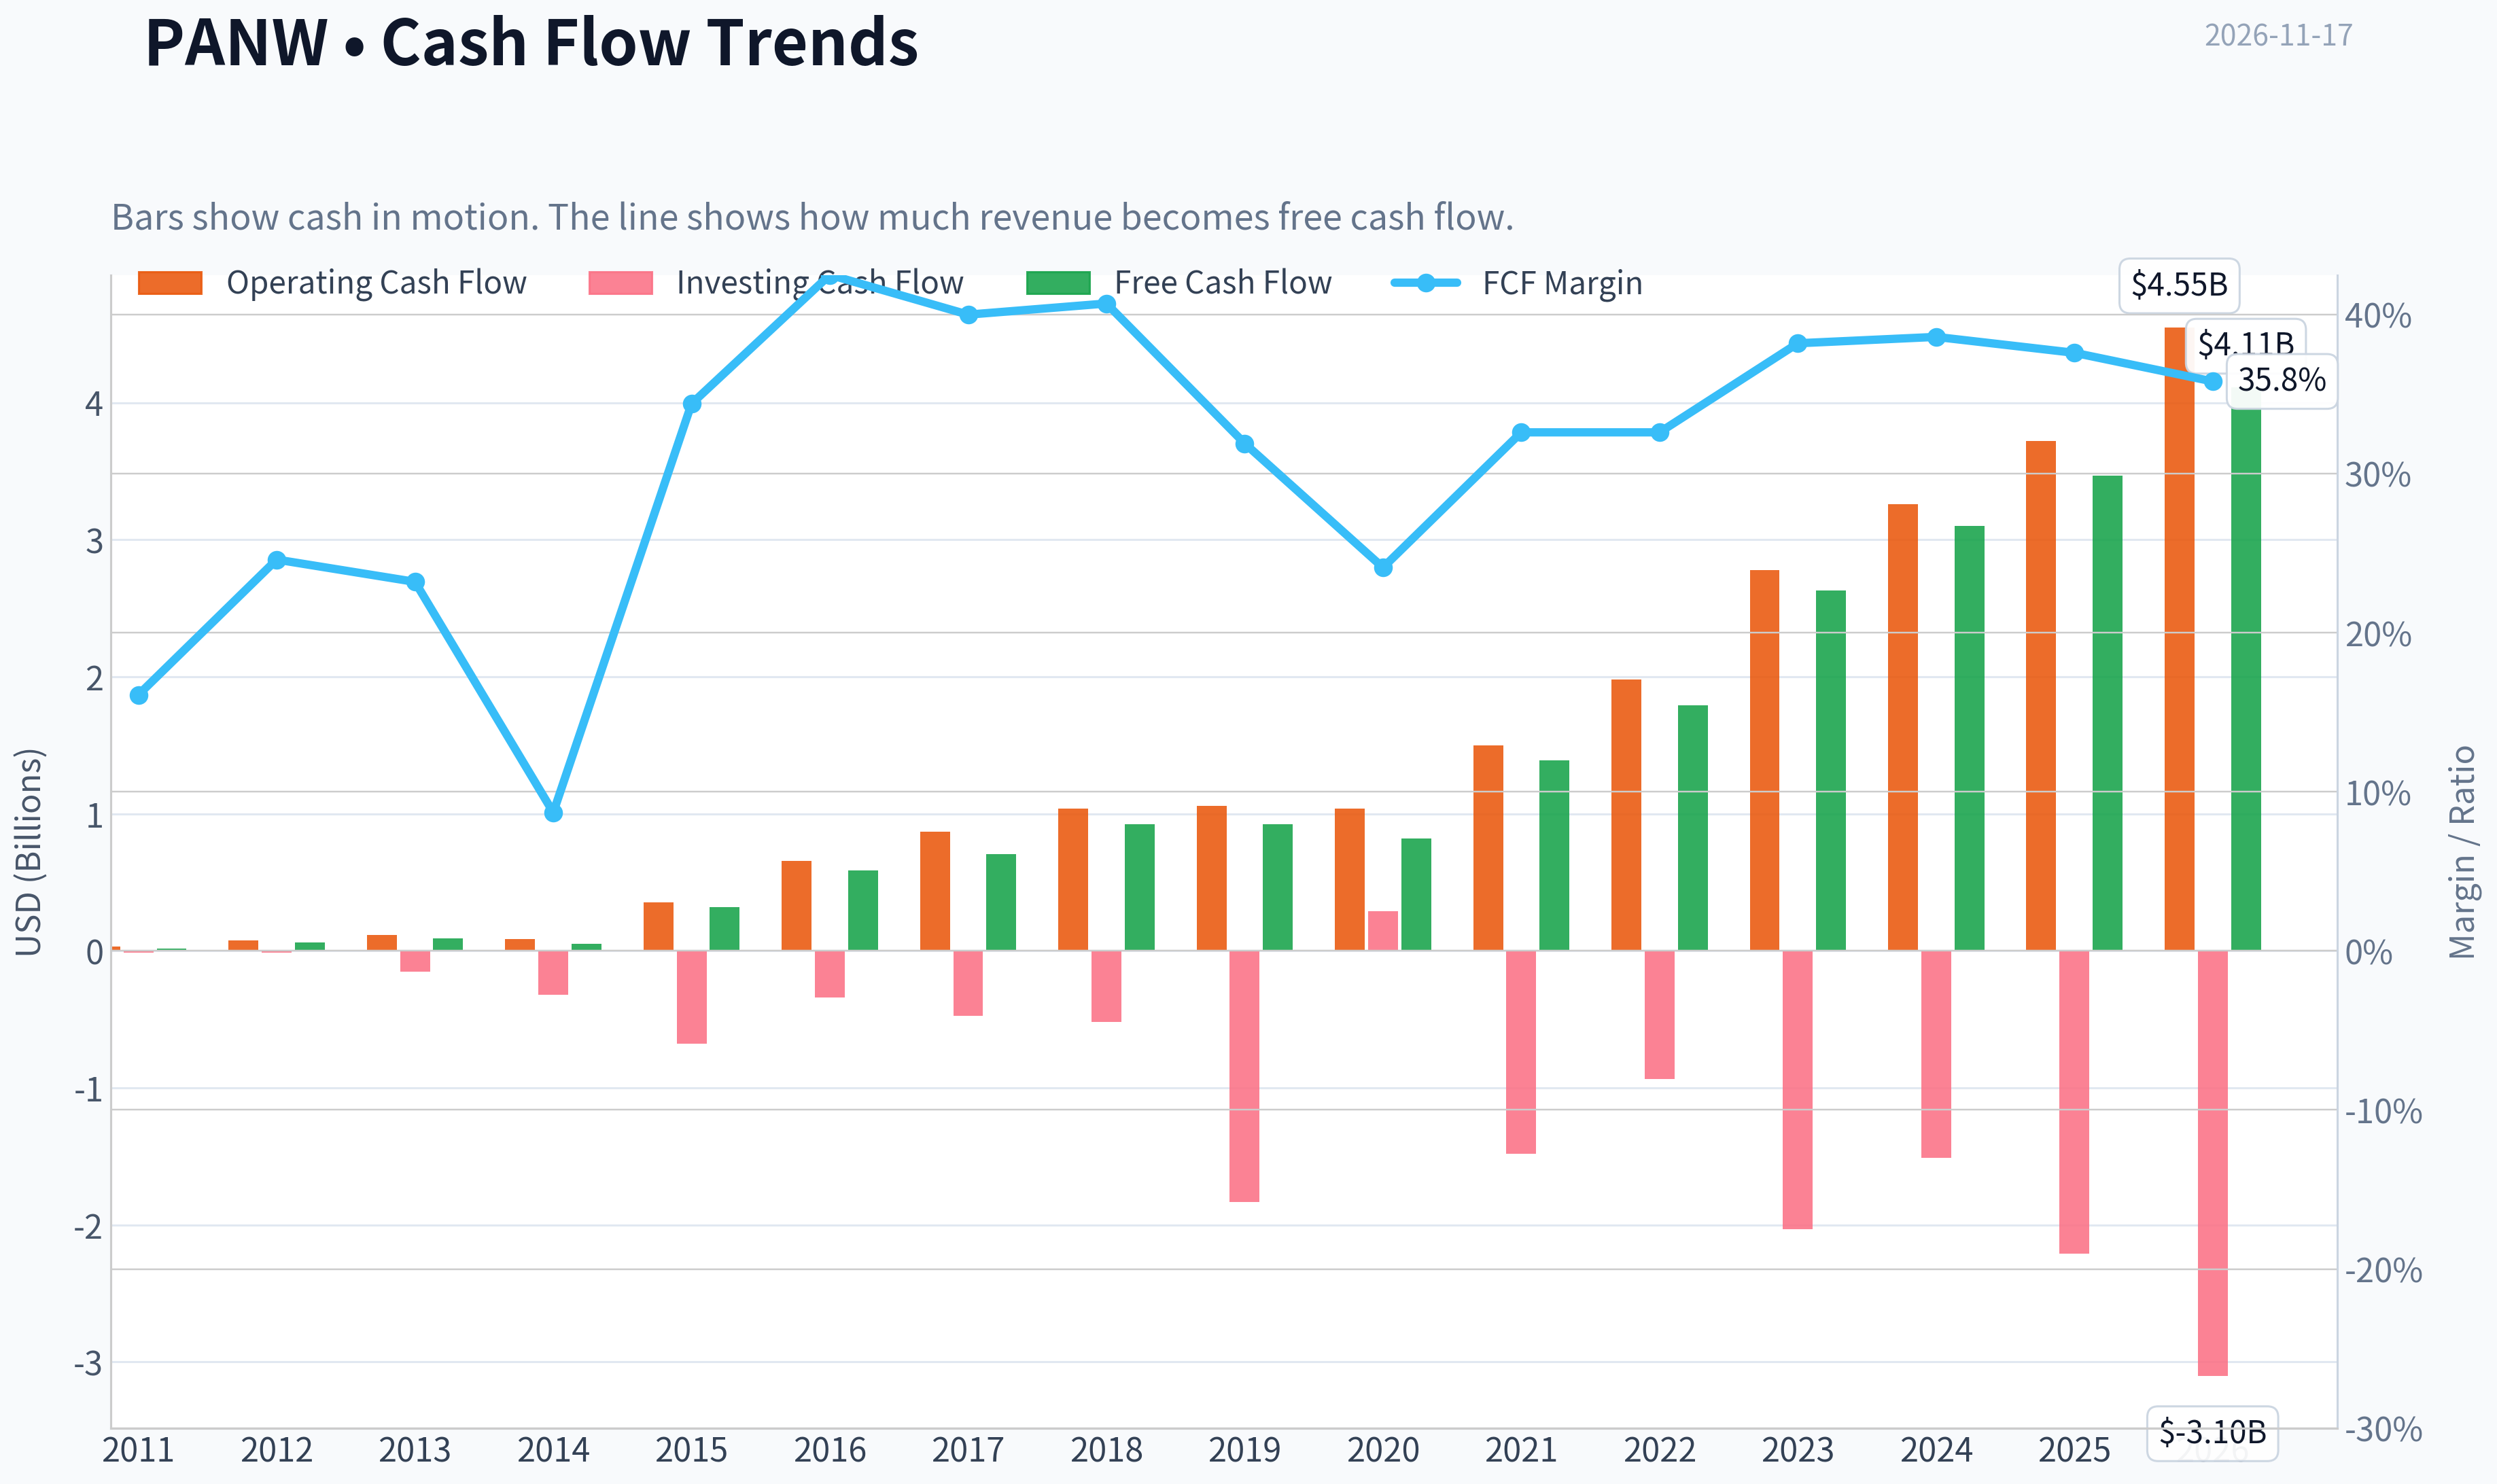 PANW • Cash Flow Trends
2026-11-17
Bars show cash in motion. The line shows how much revenue becomes free cash flow.
Operating Cash Flow
Investing Cash Flow
Free Cash Flow
FCF Margin
$4.55B
$4.11B
35.8%
$-3.10B
USD (Billions)
4
3
2
1
0
-1
-2
-3
40%
30%
20%
10%
0%
-10%
-20%
-30%
Margin / Ratio
2011 2012 2013 2014 2015 2016 2017 2018 2019 2020 2021 2022 2023 2024 2025 2026